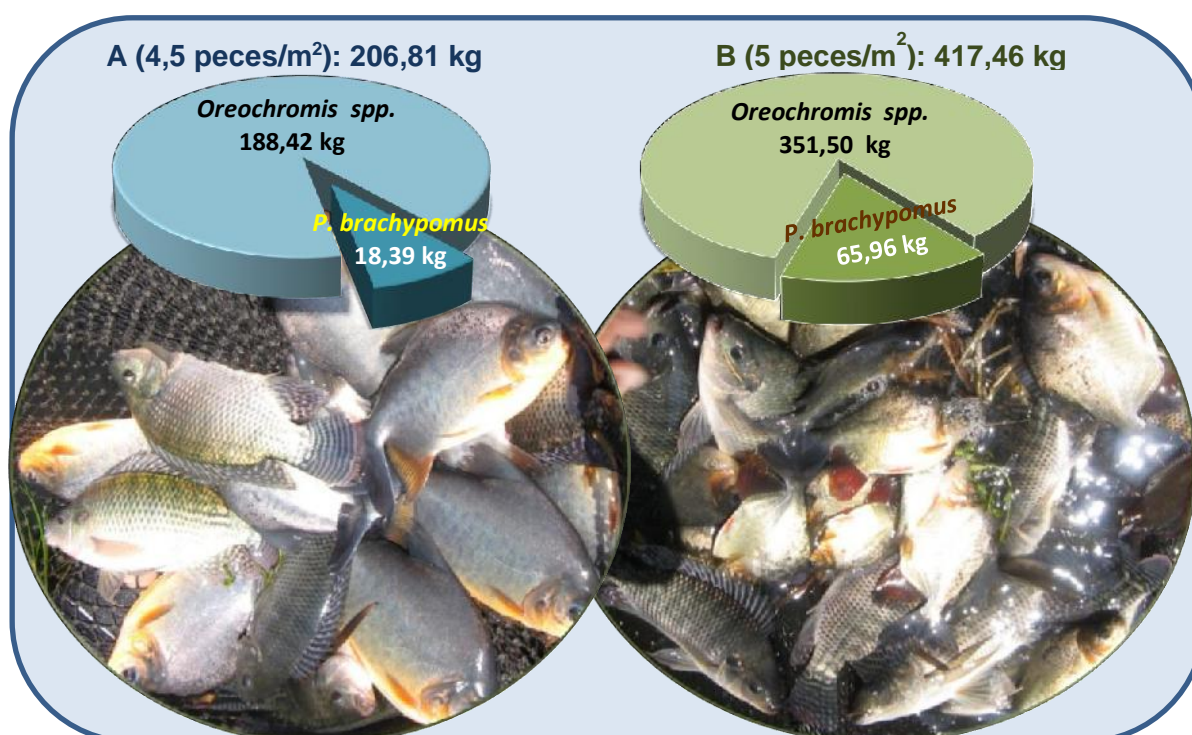 A (4,5 peces/m²): 206,81 kg
Oreochromis spp.
188,42 kg
P. brachypomus
18,39 kg
B (5 peces/m²): 417,46 kg
Oreochromis spp.
351,50 kg
P. brachypomus
65,96 kg